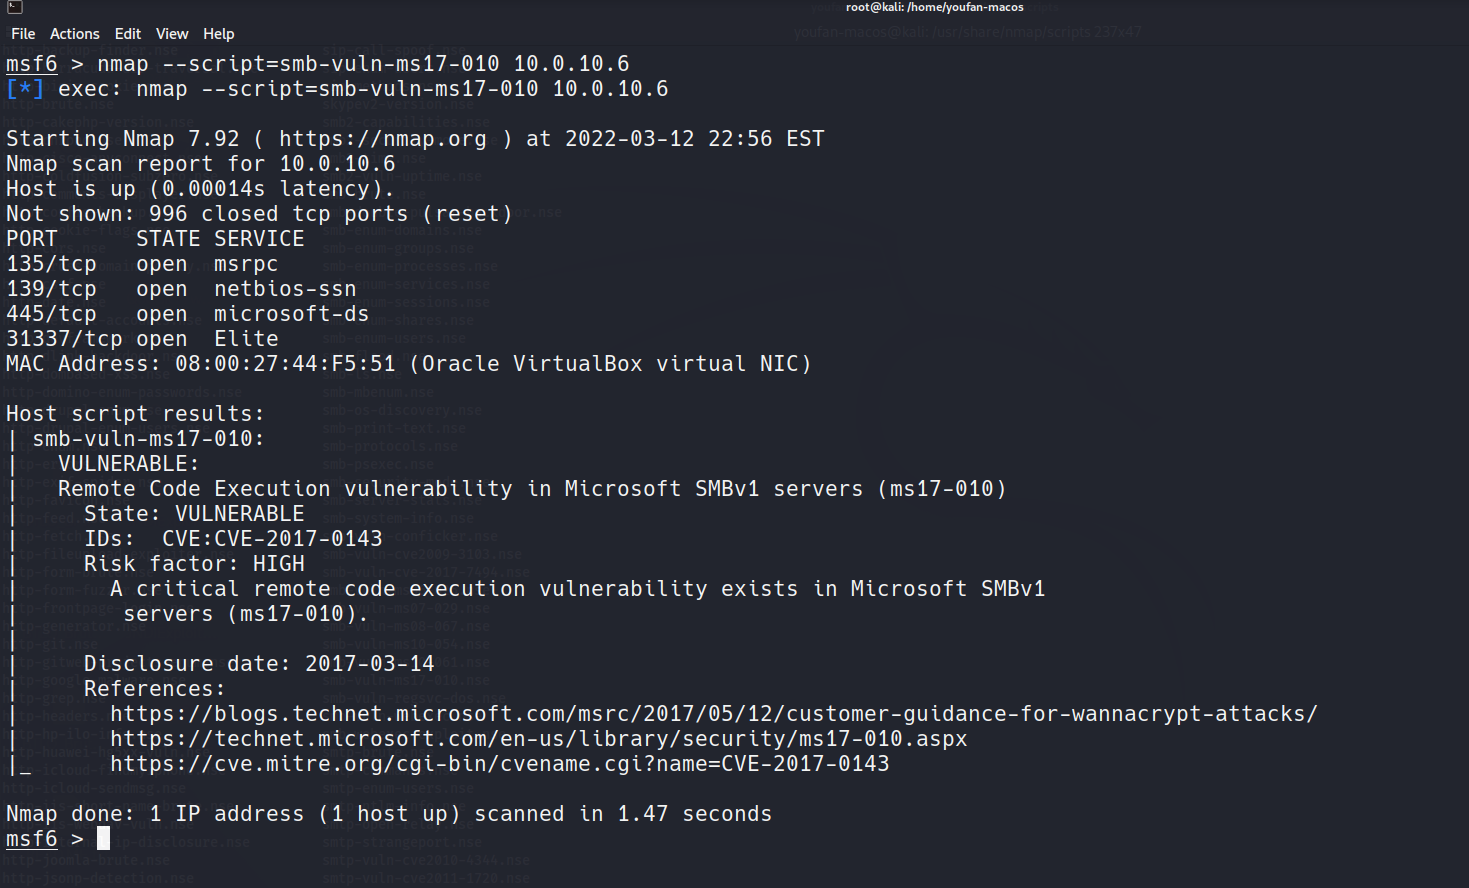 root@kali: /home/youfan-macos
youfan-macos@kali: /usr/share/nmap/scripts 237x47
File Actions Edit View Help
msf6 > nmap --script=smb-vuln-ms17-010 10.0.10.6
[*] exec: nmap --script=smb-vuln-ms17-010 10.0.10.6
Starting Nmap 7.92 ( https://nmap.org ) at 2022-03-12 22:56 EST
Nmap scan report for 10.0.10.6
Host is up (0.00014s latency).
Not shown: 996 closed tcp ports (reset)
PORT      STATE SERVICE
135/tcp   open  msrpc
139/tcp   open  netbios-ssn
445/tcp   open  microsoft-ds
31337/tcp open  Elite
MAC Address: 08:00:27:44:F5:51 (Oracle VirtualBox virtual NIC)
Host script results:
| smb-vuln-ms17-010:
|   VULNERABLE:
|   Remote Code Execution vulnerability in Microsoft SMBv1 servers (ms17-010)
|     State: VULNERABLE
|     IDs:  CVE:CVE-2017-0143
|     Risk factor: HIGH
|       A critical remote code execution vulnerability exists in Microsoft SMBv1
|        servers (ms17-010).
|
|     Disclosure date: 2017-03-14
|     References:
|       https://blogs.technet.microsoft.com/msrc/2017/05/12/customer-guidance-for-wannacrypt-attacks/
|       https://technet.microsoft.com/en-us/library/security/ms17-010.aspx
|_      https://cve.mitre.org/cgi-bin/cvename.cgi?name=CVE-2017-0143
Nmap done: 1 IP address (1 host up) scanned in 1.47 seconds
msf6 >